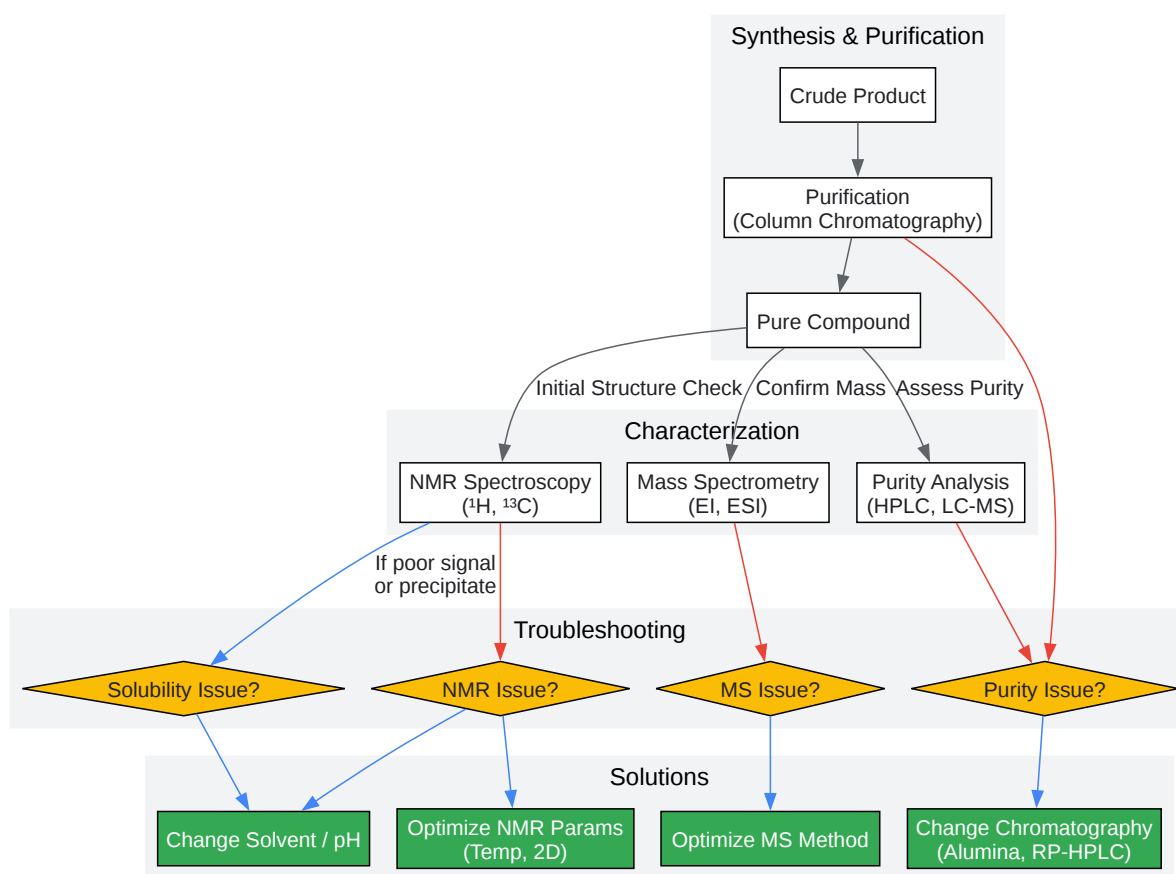 Synthesis & Purification
Crude Product
Purification
(Column Chromatography)
Pure Compound
Initial Structure Check
Confirm Mass
Assess Purity
Characterization
NMR Spectroscopy
(¹H, ¹³C)
Mass Spectrometry
(EI, ESI)
Purity Analysis
(HPLC, LC-MS)
If poor signal
or precipitate
Troubleshooting
Solubility Issue?
NMR Issue?
MS Issue?
Purity Issue?
Solutions
Change Solvent / pH
Optimize NMR Params
(Temp, 2D)
Optimize MS Method
Change Chromatography
(Alumina, RP-HPLC)